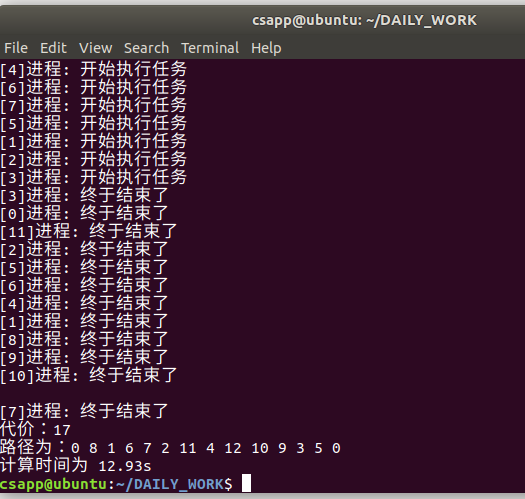 csapp@ubuntu: ~/DAILY_WORK
File Edit View Search Terminal Help
[4]进程: 开始执行任务
[6]进程: 开始执行任务
[7]进程: 开始执行任务
[5]进程: 开始执行任务
[1]进程: 开始执行任务
[2]进程: 开始执行任务
[3]进程: 开始执行任务
[3]进程: 终于结束了
[0]进程: 终于结束了
[11]进程: 终于结束了
[2]进程: 终于结束了
[5]进程: 终于结束了
[6]进程: 终于结束了
[4]进程: 终于结束了
[1]进程: 终于结束了
[8]进程: 终于结束了
[9]进程: 终于结束了
[10]进程: 终于结束了
[7]进程: 终于结束了
代价：17
路径为：0 8 1 6 7 2 11 4 12 10 9 3 5 0
计算时间为 12.93s
csapp@ubuntu:~/DAILY_WORK$